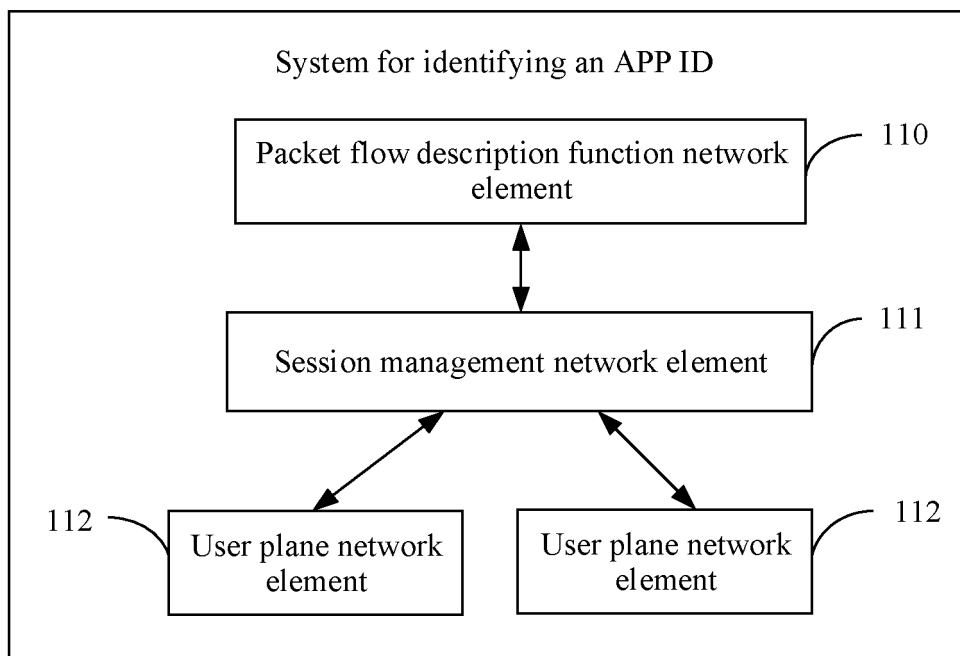 System for identifying an APP ID
110
Packet flow description function network
element
111
Session management network element
112
User plane network
element
112
User plane network
element